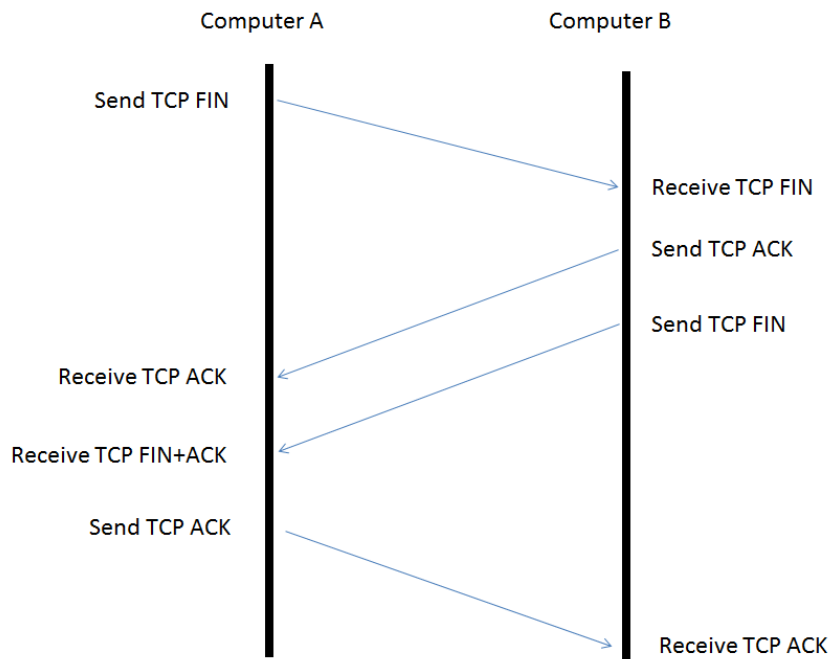 Computer A
Computer B
Send TCP FIN
Receive TCP FIN
Send TCP ACK
Send TCP FIN
Receive TCP ACK
Receive TCP FIN+ACK
Send TCP ACK
Receive TCP ACK